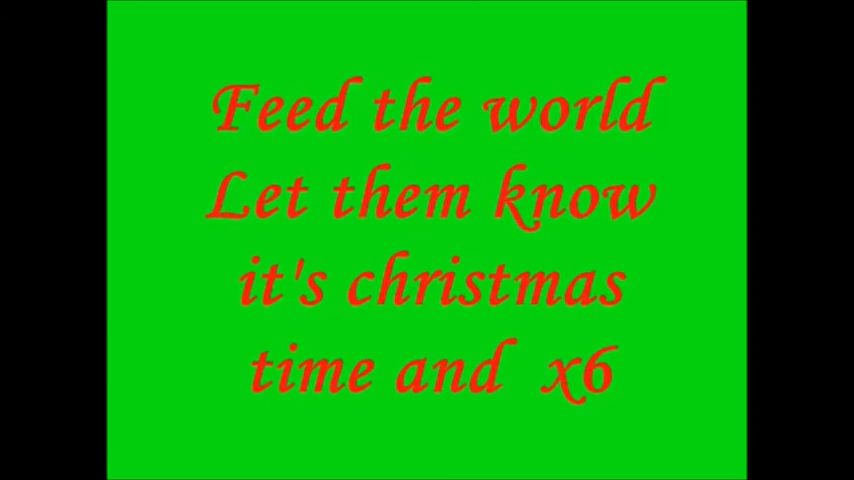 Feed the world
Let them know
it's christmas
time and  x6